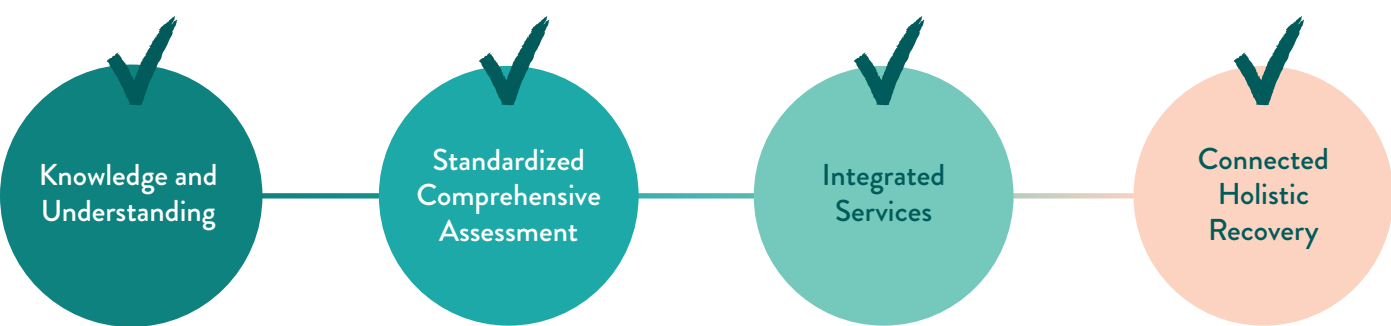 Knowledge and
Understanding
Standardized
Comprehensive
Assessment
Integrated
Services
Connected
Holistic
Recovery